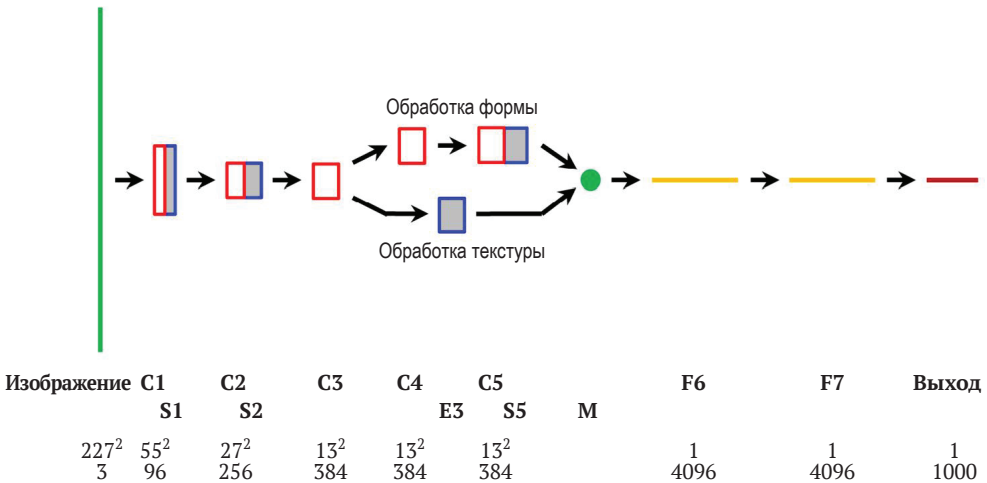 Обработка формы
Обработка текстуры
Изображение C1 C2 C3 C4 C5 F6 F7 Выход
S1 S2 E3 S5 M
227² 55² 27² 13² 13² 13² 1 1 1
3 96 256 384 384 384 4096 4096 1000